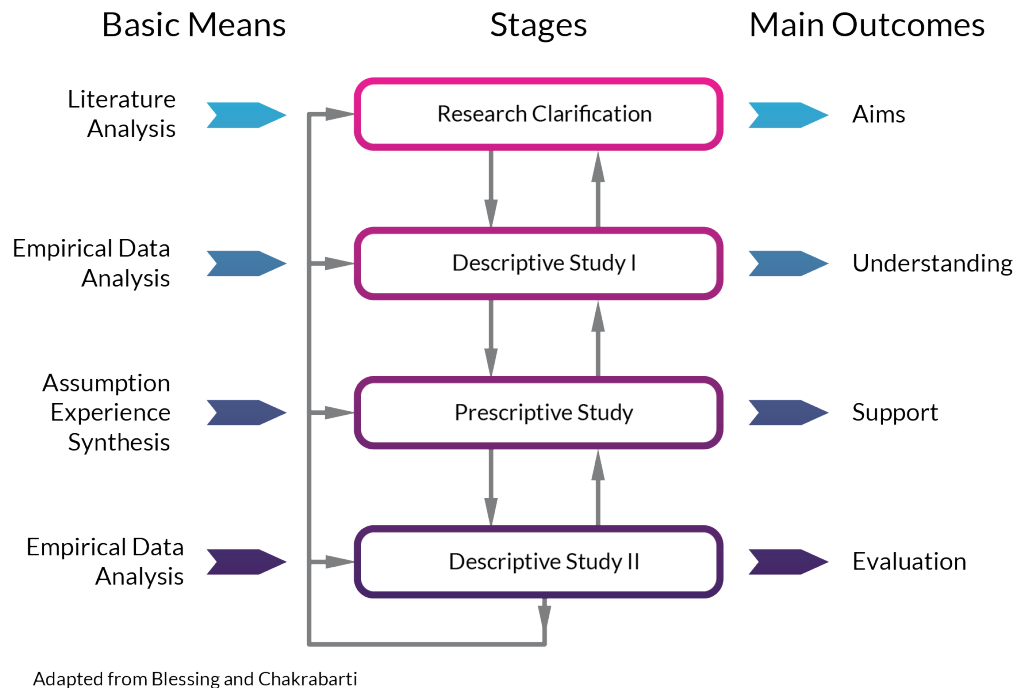 Basic Means
Stages
Main Outcomes
Literature
Analysis
Research Clarification
Aims
Empirical Data
Analysis
Descriptive Study I
Understanding
Assumption
Experience
Synthesis
Prescriptive Study
Support
Empirical Data
Analysis
Descriptive Study II
Evaluation
Adapted from Blessing and Chakrabarti